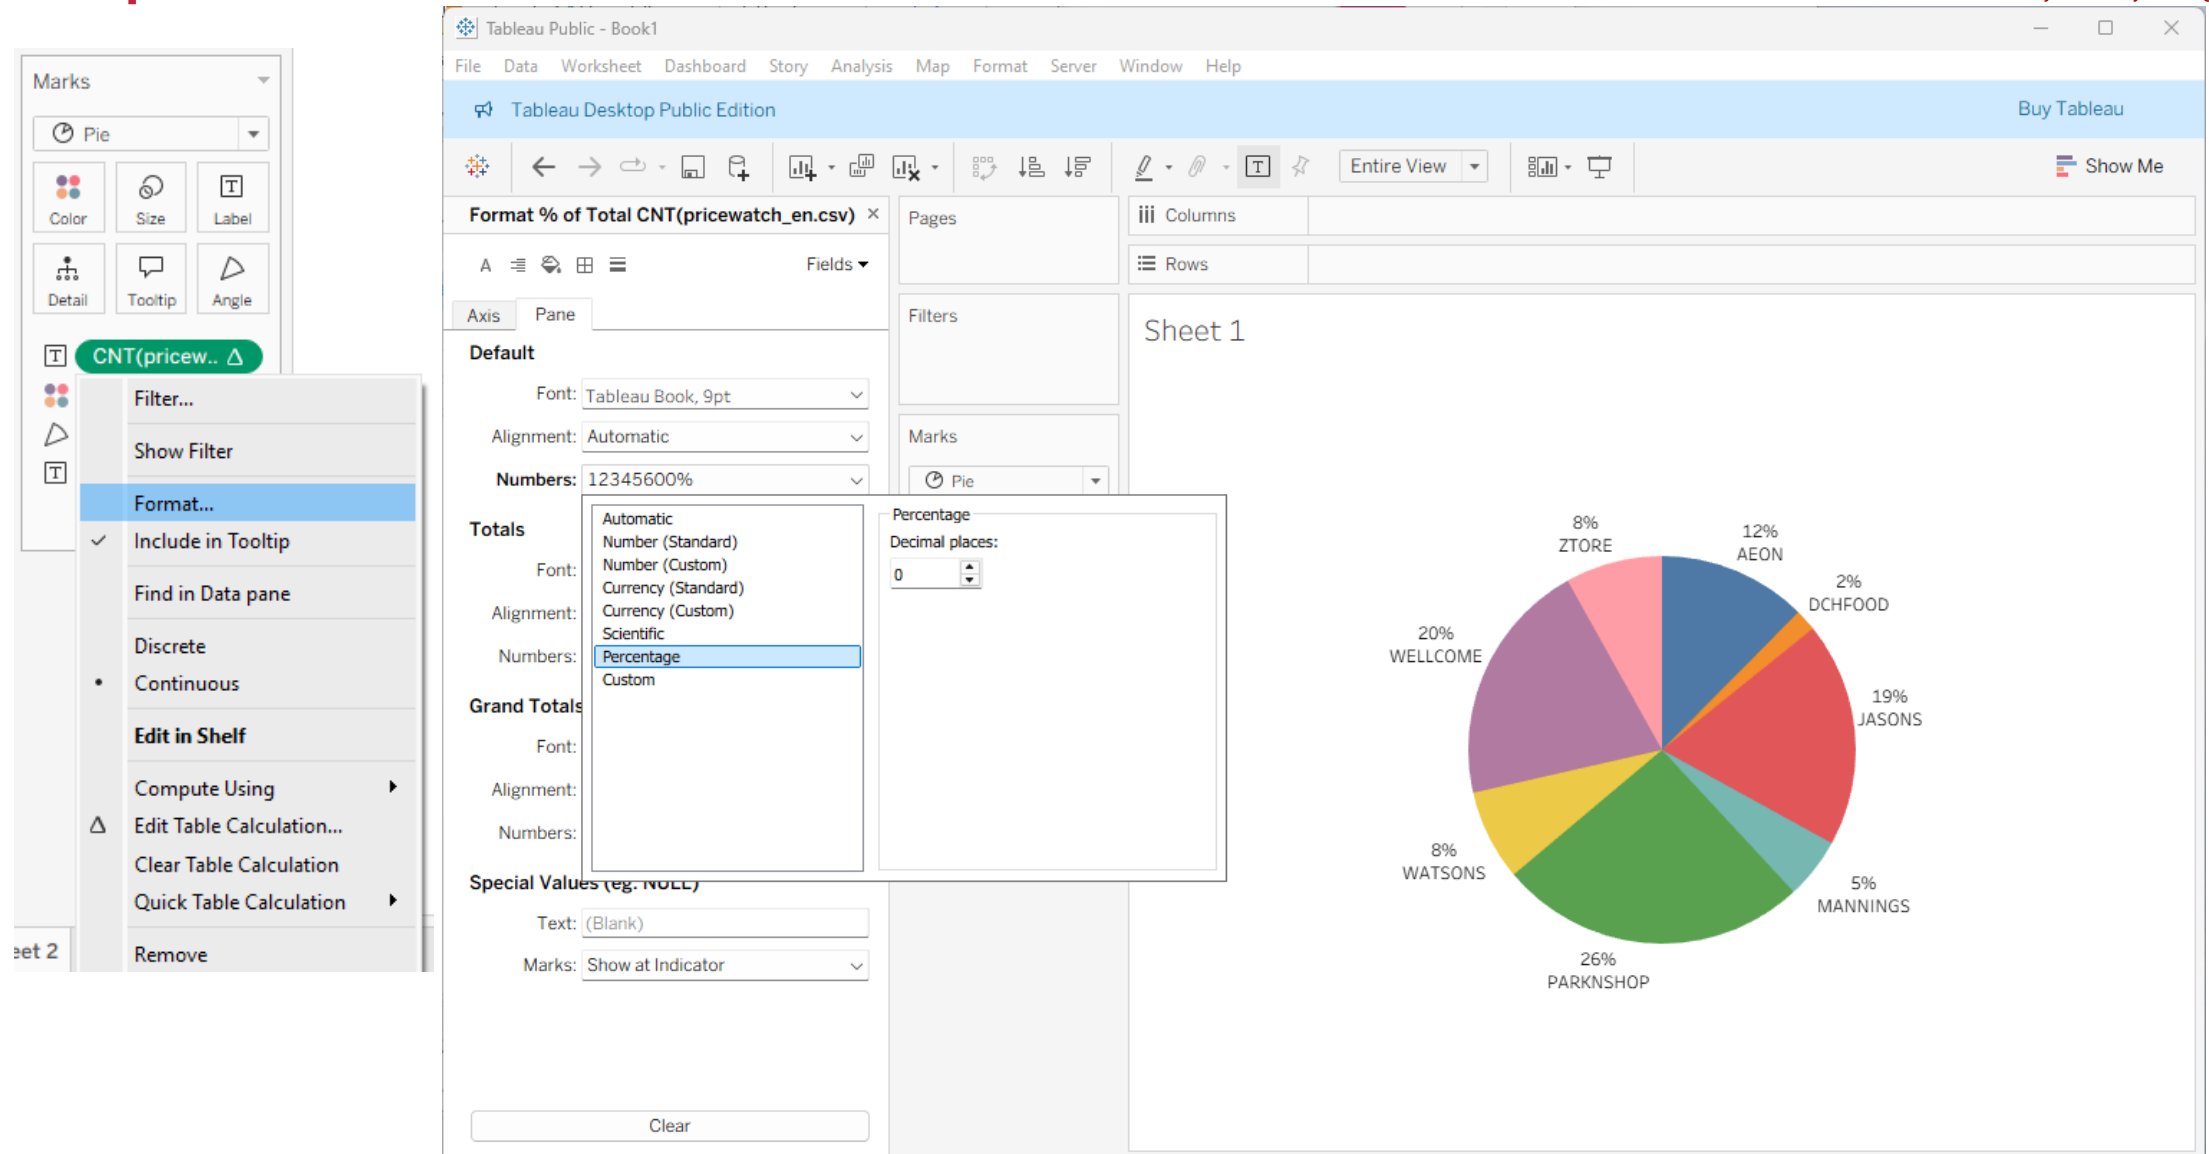 Marks
Pie
Color
Size
Label
Detail
Tooltip
Angle
CNT(pricew..
Filter...
Show Filter
Format...
Include in Tooltip
Find in Data pane
Discrete
Continuous
Edit in Shelf
Compute Using
Edit Table Calculation...
Clear Table Calculation
Quick Table Calculation
Remove
eet 2
Tableau Public - Book1
File Data Worksheet Dashboard Story Analysis Map Format Server Window Help
Tableau Desktop Public Edition
Buy Tableau
Entire View
Show Me
Format % of Total CNT(pricewatch_en.csv)
Fields
Axis
Pane
Default
Font: Tableau Book, 9pt
Alignment: Automatic
Numbers: 12345600%
Totals
Font:
Alignment:
Numbers:
Grand Totals
Font:
Alignment:
Numbers:
Special Values (eg. NULL)
Text: (Blank)
Marks: Show at Indicator
Clear
Automatic
Number (Standard)
Number (Custom)
Currency (Standard)
Currency (Custom)
Scientific
Percentage
Custom
Percentage
Decimal places:
0
Pages
Filters
Marks
Pie
Columns
Rows
Sheet 1
8%
ZTORE
12%
AEON
2%
DCHFOOD
20%
WELLCOME
19%
JASONS
8%
WATSONS
5%
MANNINGS
26%
PARKNSHOP